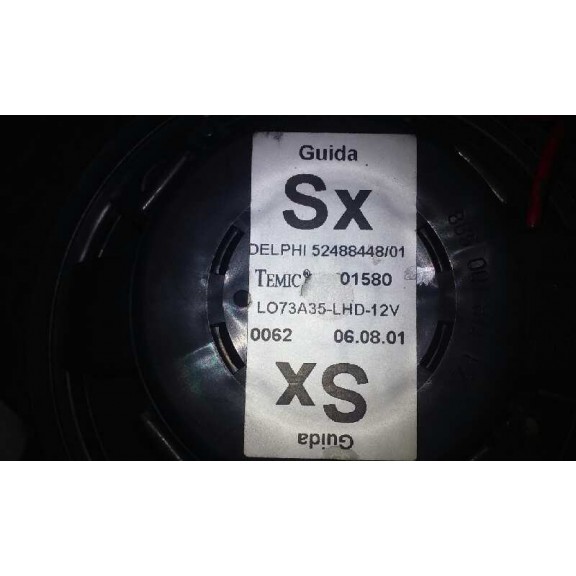 Guida
Sx
DELPHI 52488448/01
TEMIC 01580
LO73A35-LHD-12V
0062 06.08.01
Sx
Guida